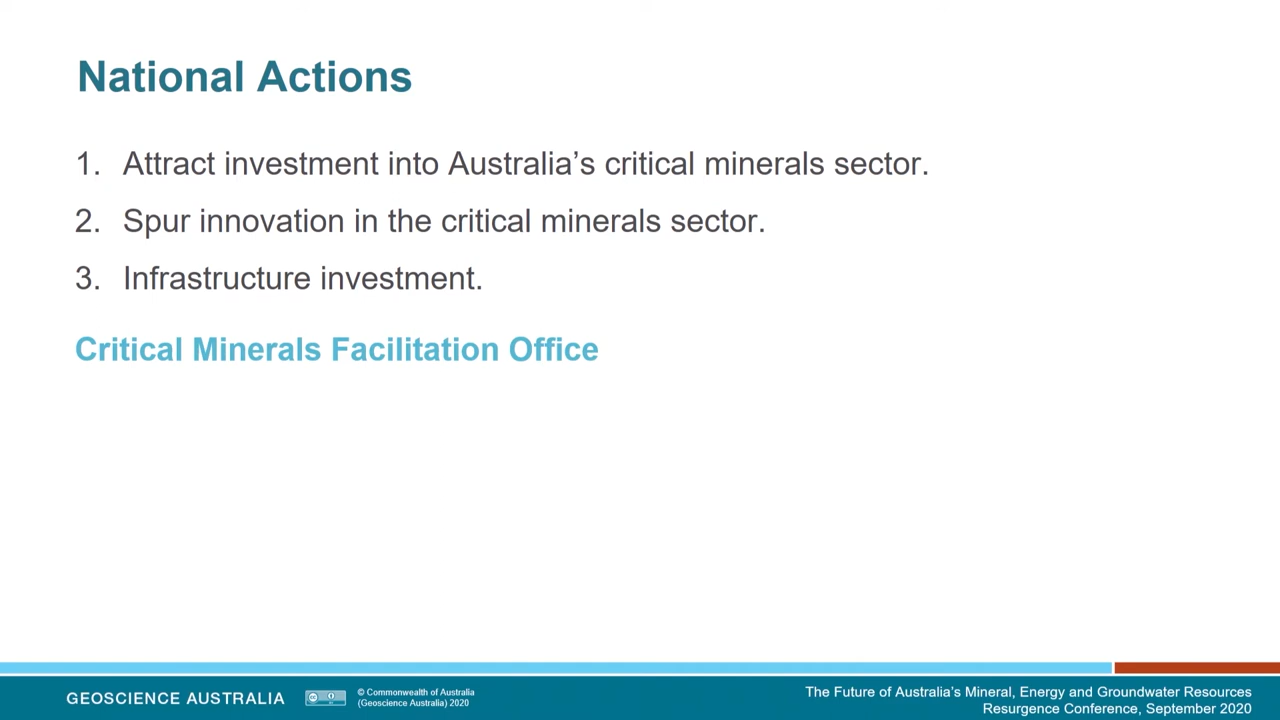 National Actions
1. Attract investment into Australia’s critical minerals sector.
2. Spur innovation in the critical minerals sector.
3. Infrastructure investment.
Critical Minerals Facilitation Office
GEOSCIENCE AUSTRALIA
© Commonwealth of Australia
(Geoscience Australia) 2020
The Future of Australia’s Mineral, Energy and Groundwater Resources
Resurgence Conference, September 2020